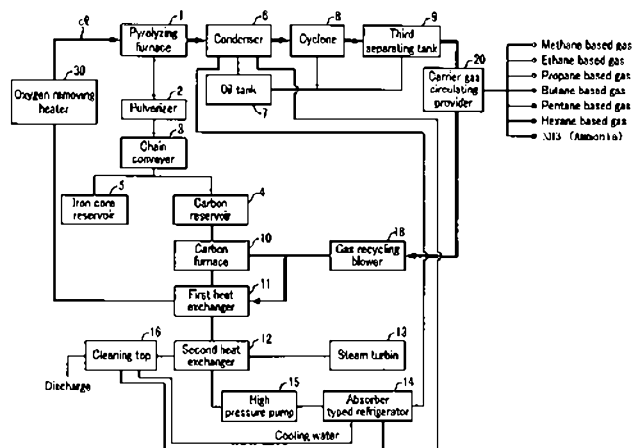 cℓ
1
Pyrolyzing
furnace
6
Condenser
8
Cyclone
9
Third
separating tank
20
Carrier gas
circulating
provider
Methane based gas
Ethane based gas
Propane based gas
Butane based gas
Pentane based gas
Hexane based gas
NH3 (Ammonia)
30
Oxygen removing
heater
2
Pulverizer
Oil tank
7
3
Chain
conveyer
5
Iron core
reservoir
4
Carbon
reservoir
10
Carbon
furnace
18
Gas recycling
blower
11
First heat
exchanger
16
Cleaning top
12
Second heat
exchanger
13
Steam turbin
Discharge
15
High
pressure pump
14
Absorber
typed refrigerator
Cooling water